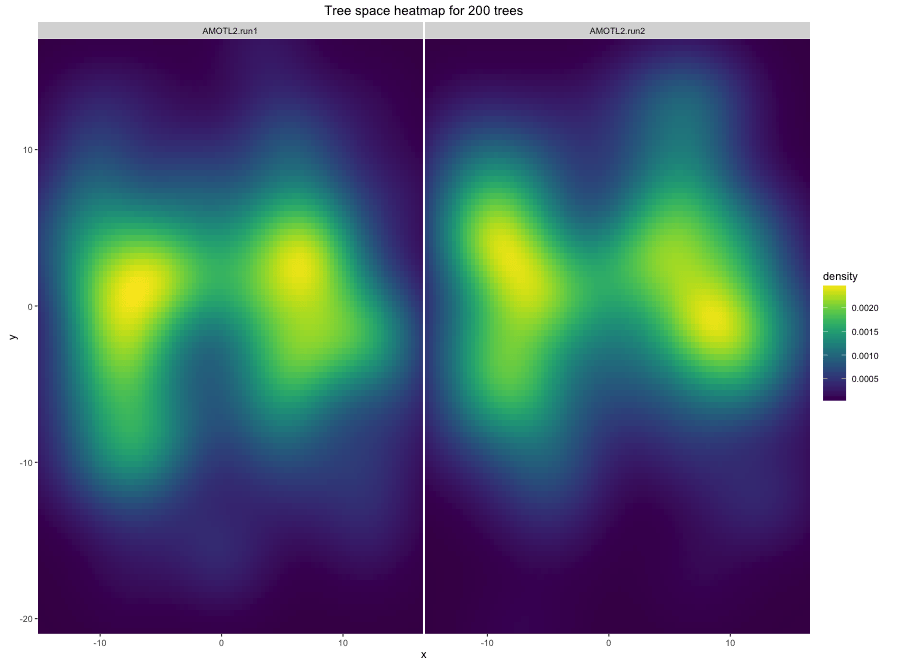 Tree space heatmap for 200 trees
AMOTL2.run1 AMOTL2.run2
10
0
-10
-20
y
-10 0 10 -10 0 10
x
density
0.0020
0.0015
0.0010
0.0005